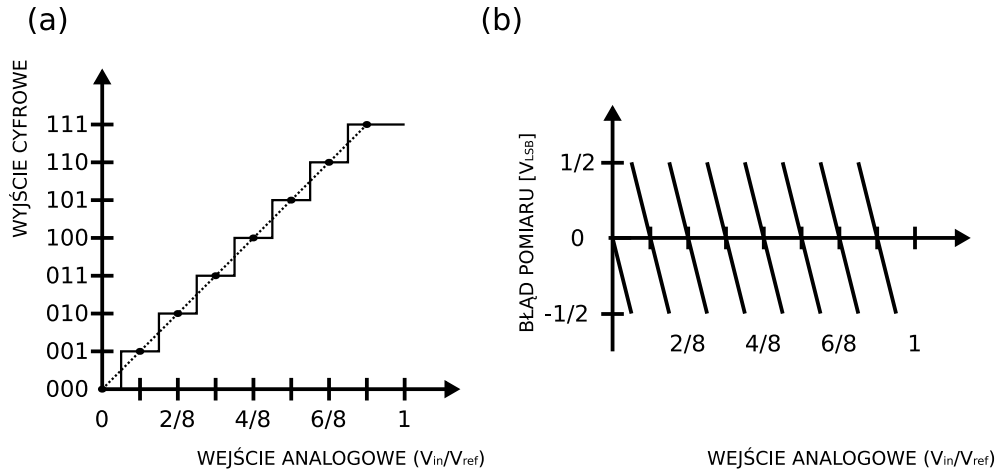 (a)
WYJŚCIE CYFROWE
111
110
101
100
011
010
001
000
0 2/8 4/8 6/8 1
WEJŚCIE ANALOGOWE (Vin/Vref)
(b)
BŁĄD POMIARU [VLSB]
1/2
0
-1/2
2/8 4/8 6/8 1
WEJŚCIE ANALOGOWE (Vin/Vref)